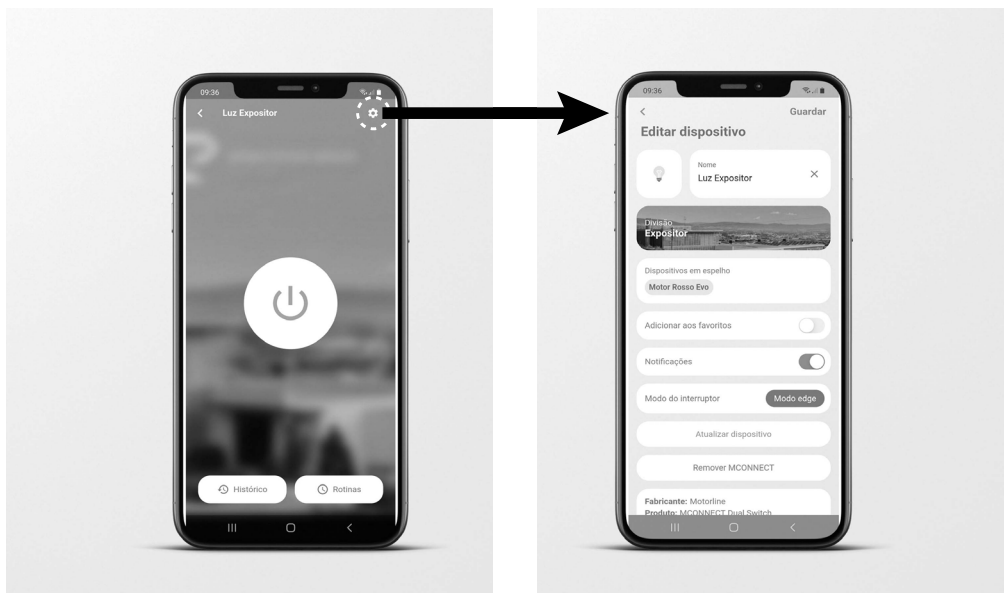 09:36
Luz Expositor
Histórico
Rotinas
09:36
Guardar
Editar dispositivo
Nome
Luz Expositor
Divisão
Expositor
Dispositivos em espelho
Motor Rosso Evo
Adicionar aos favoritos
Notificações
Modo do interruptor
Modo edge
Atualizar dispositivo
Remover MCONNECT
Fabricante: Motorline
Produto: MCONNECT Dual Switch